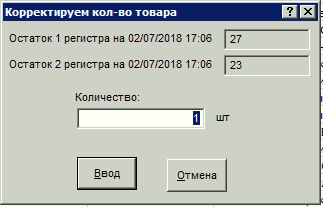 Корректируем кол-во товара
Остаток 1 регистра на 02/07/2018 17:06 27
Остаток 2 регистра на 02/07/2018 17:06 23
Количество:
1 шт
Ввод Отмена